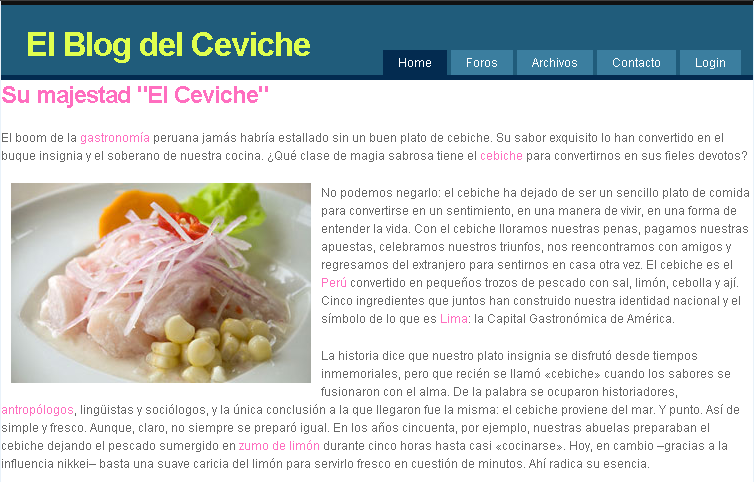 El Blog del Ceviche
Home Foros Archivos Contacto Login
Su majestad "El Ceviche"
El boom de la gastronomía peruana jamás habría estallado sin un buen plato de cebiche. Su sabor exquisito lo han convertido en el
buque insignia y el soberano de nuestra cocina. ¿Qué clase de magia sabrosa tiene el cebiche para convertirnos en sus fieles devotos?
No podemos negarlo: el cebiche ha dejado de ser un sencillo plato de comida
para convertirse en un sentimiento, en una manera de vivir, en una forma de
entender la vida. Con el cebiche lloramos nuestras penas, pagamos nuestras
apuestas, celebramos nuestros triunfos, nos reencontramos con amigos y
regresamos del extranjero para sentirnos en casa otra vez. El cebiche es el
Perú convertido en pequeños trozos de pescado con sal, limón, cebolla y ají.
Cinco ingredientes que juntos han construido nuestra identidad nacional y el
símbolo de lo que es Lima: la Capital Gastronómica de América.
La historia dice que nuestro plato insignia se disfrutó desde tiempos
inmemoriales, pero que recién se llamó «cebiche» cuando los sabores se
fusionaron con el alma. De la palabra se ocuparon historiadores,
antropólogos, lingüistas y sociólogos, y la única conclusión a la que llegaron fue la misma: el cebiche proviene del mar. Y punto. Así de
simple y fresco. Aunque, claro, no siempre se preparó igual. En los años cincuenta, por ejemplo, nuestras abuelas preparaban el
cebiche dejando el pescado sumergido en zumo de limón durante cinco horas hasta casi «cocinarse». Hoy, en cambio –gracias a la
influencia nikkei– basta una suave caricia del limón para servirlo fresco en cuestión de minutos. Ahí radica su esencia.